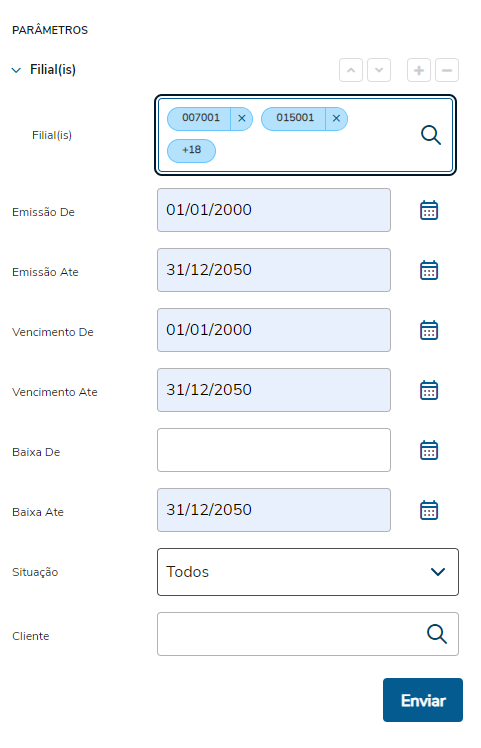 PARÂMETROS
Filial(is)
Filial(is)
007001
015001
+18
Emissão De
01/01/2000
Emissão Ate
31/12/2050
Vencimento De
01/01/2000
Vencimento Ate
31/12/2050
Baixa De
Baixa Ate
31/12/2050
Situação
Todos
Cliente
Enviar